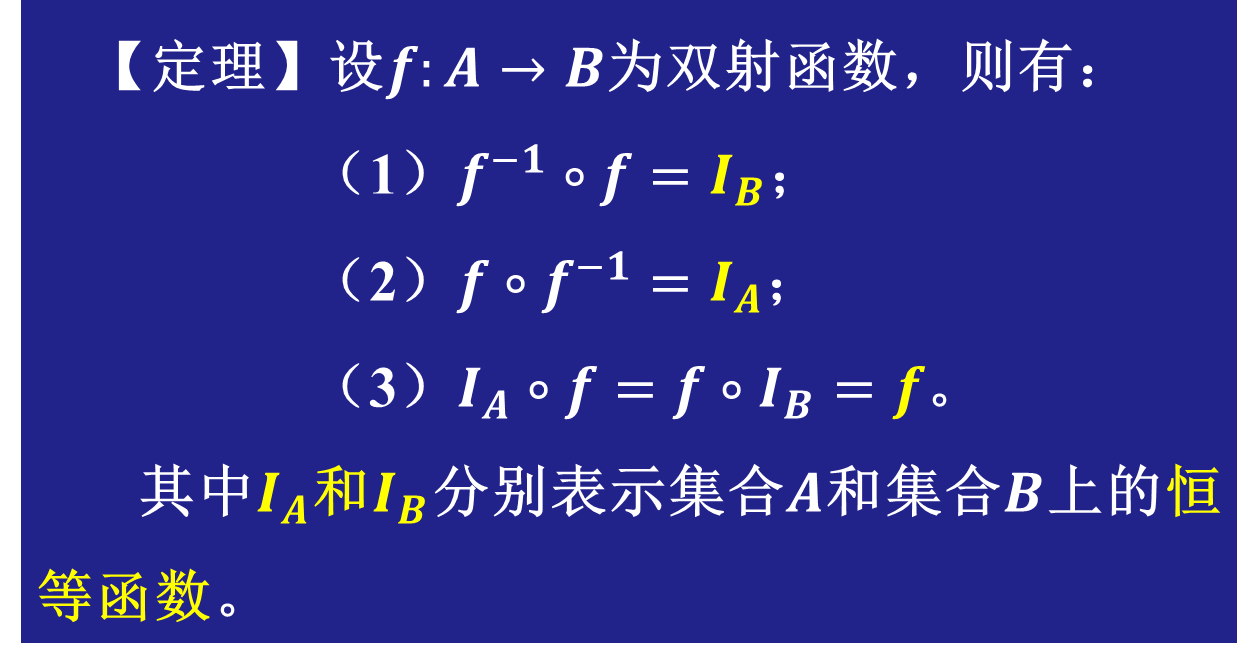 【定理】设f: A → B为双射函数，则有：
（1）f⁻¹ ∘ f = I_B；
（2）f ∘ f⁻¹ = I_A；
（3）I_A ∘ f = f ∘ I_B = f。
其中I_A和I_B分别表示集合A和集合B上的恒
等函数。